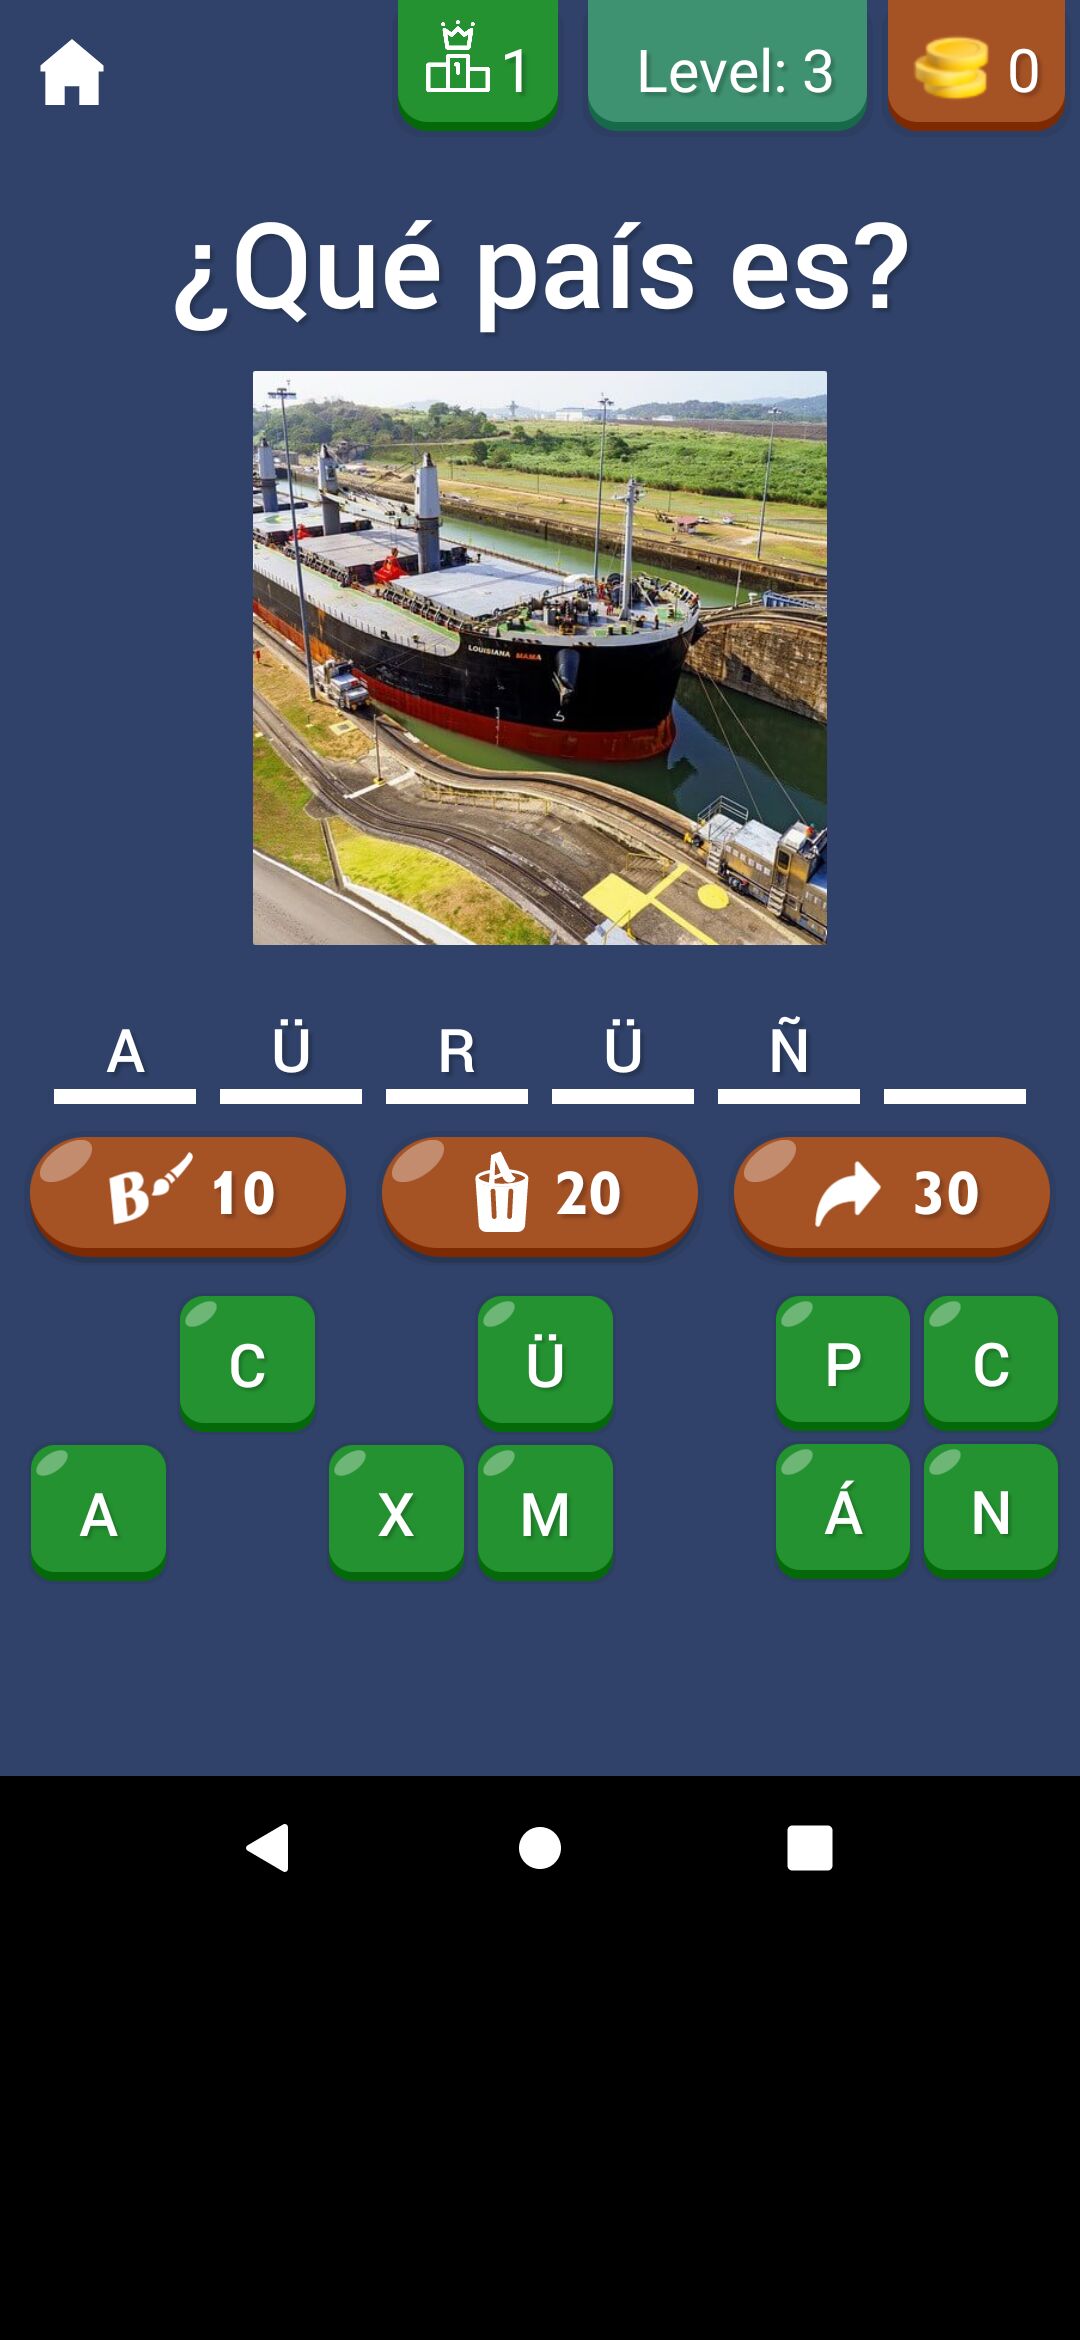 1
Level: 3
0
¿Qué país es?
LOUISIANA MAMA
A Ü R Ü Ñ
B 10
20
30
C Ü P C
A X M Á N